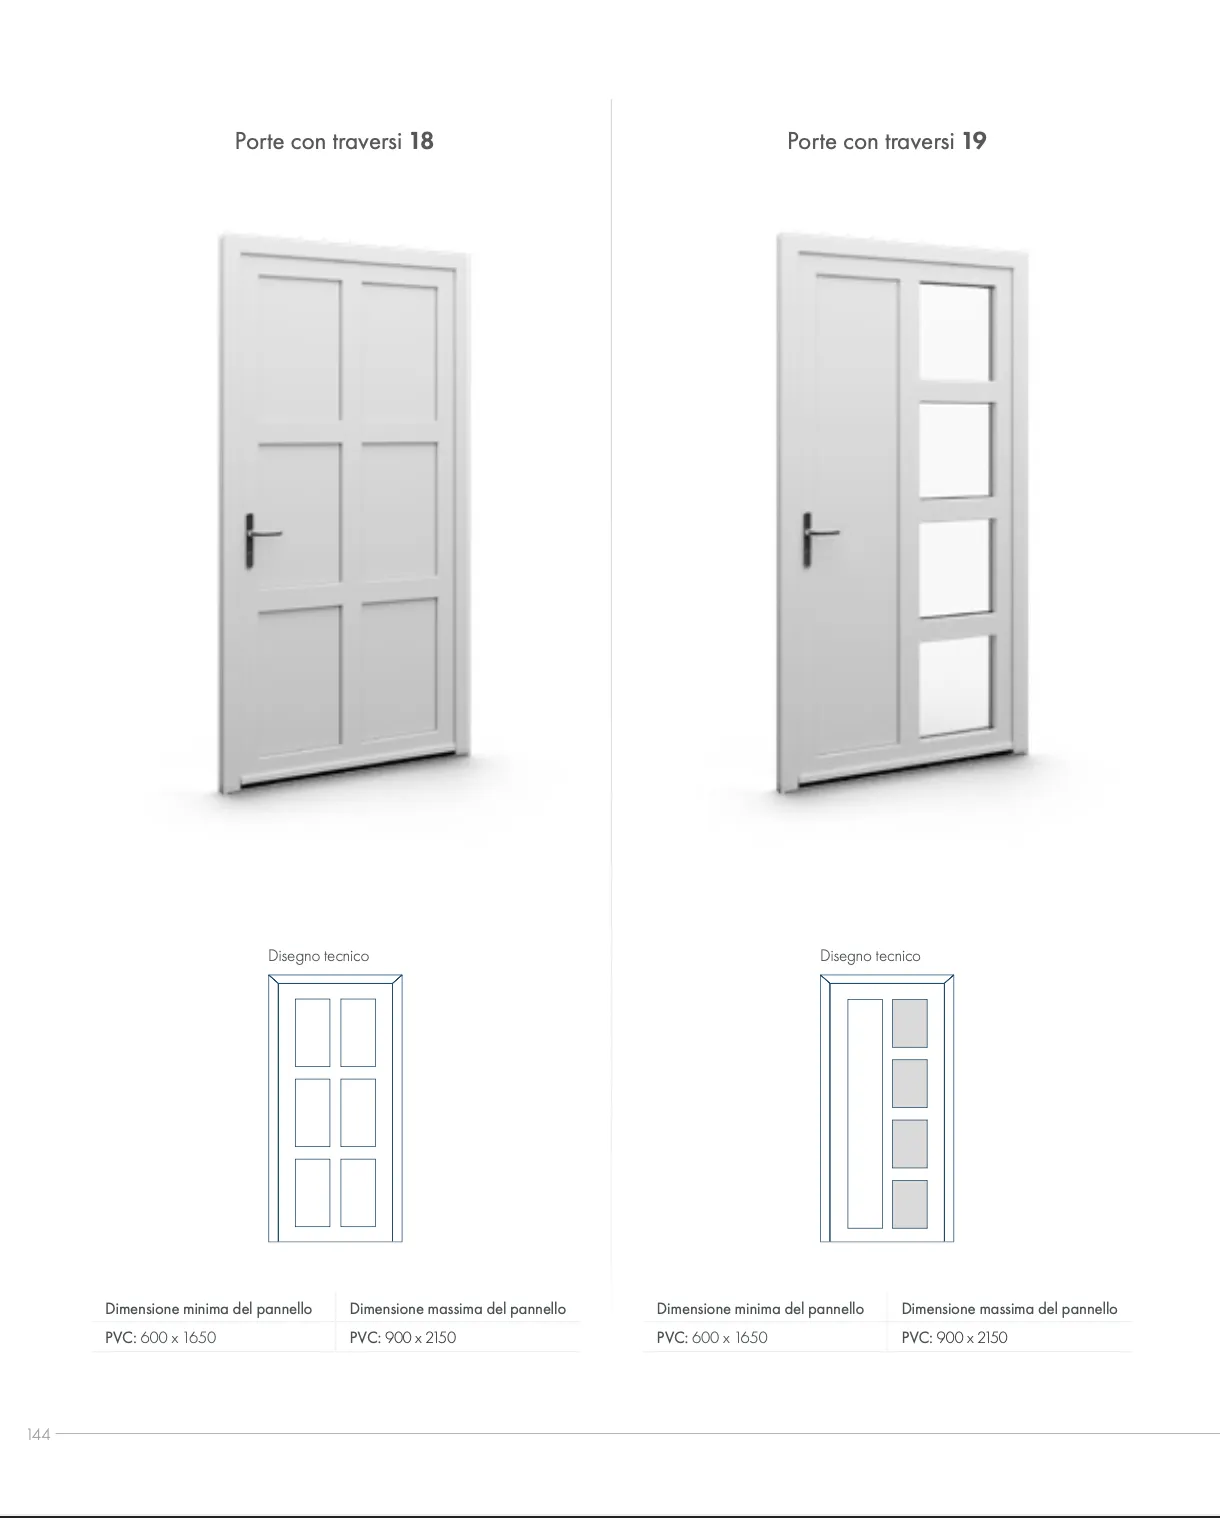 Porte con traversi 18
Disegno tecnico
Dimensione minima del pannello
Dimensione massima del pannello
PVC: 600 x 1650
PVC: 900 x 2150
Porte con traversi 19
Disegno tecnico
Dimensione minima del pannello
Dimensione massima del pannello
PVC: 600 x 1650
PVC: 900 x 2150
144